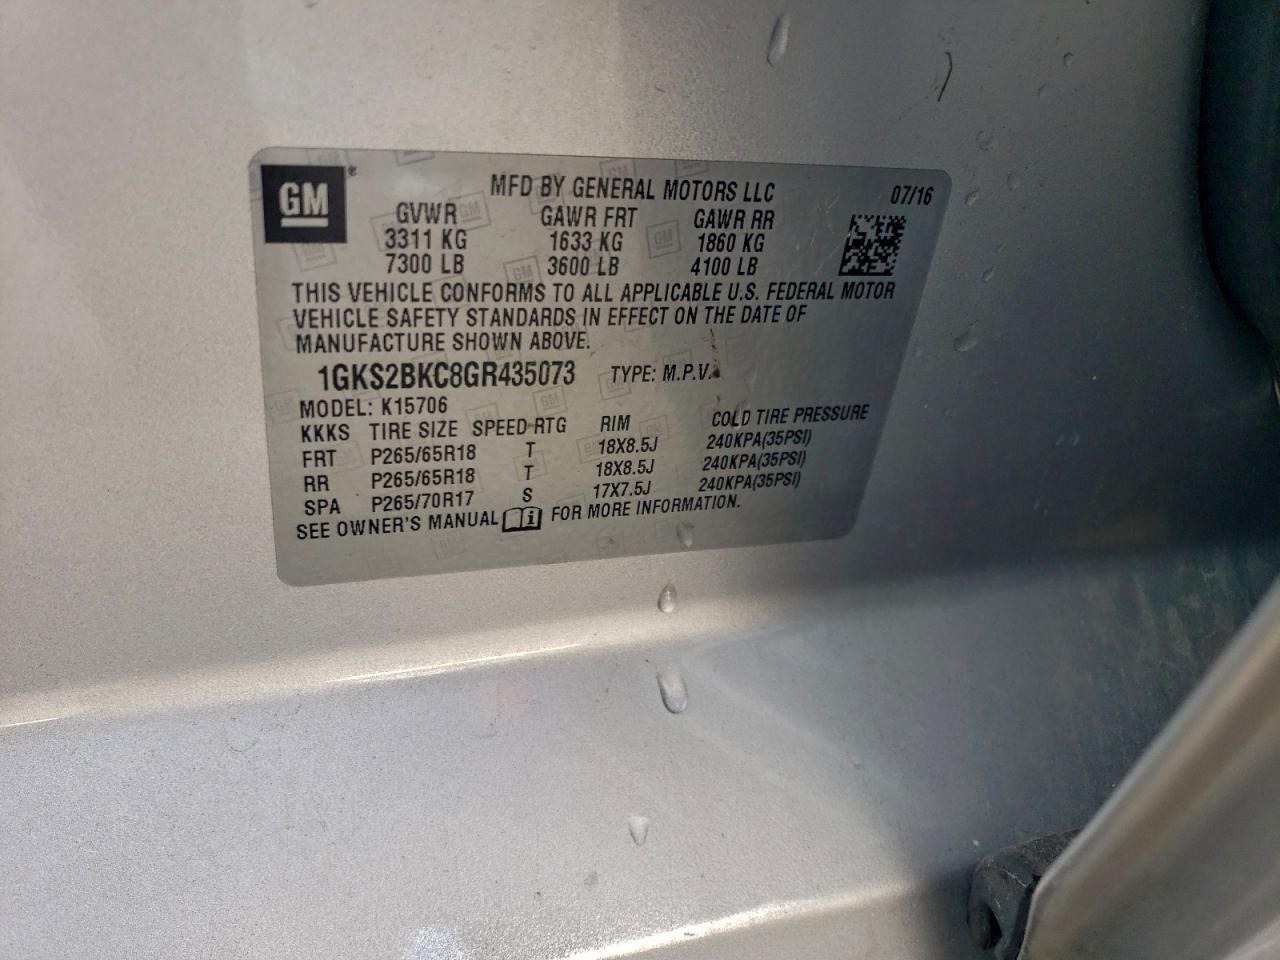 GM ®
MFD BY GENERAL MOTORS LLC 07/16
GVWR GAWR FRT GAWR RR
3311 KG 1633 KG 1860 KG
7300 LB 3600 LB 4100 LB
THIS VEHICLE CONFORMS TO ALL APPLICABLE U.S. FEDERAL MOTOR
VEHICLE SAFETY STANDARDS IN EFFECT ON THE DATE OF
MANUFACTURE SHOWN ABOVE.
1GKS2BKC8GR435073 TYPE: M.P.V.
MODEL: K15706
KKKS TIRE SIZE SPEED RTG RIM COLD TIRE PRESSURE
FRT P265/65R18 T 18X8.5J 240KPA(35PSI)
RR P265/65R18 T 18X8.5J 240KPA(35PSI)
SPA P265/70R17 S 17X7.5J 240KPA(35PSI)
SEE OWNER'S MANUAL i FOR MORE INFORMATION.